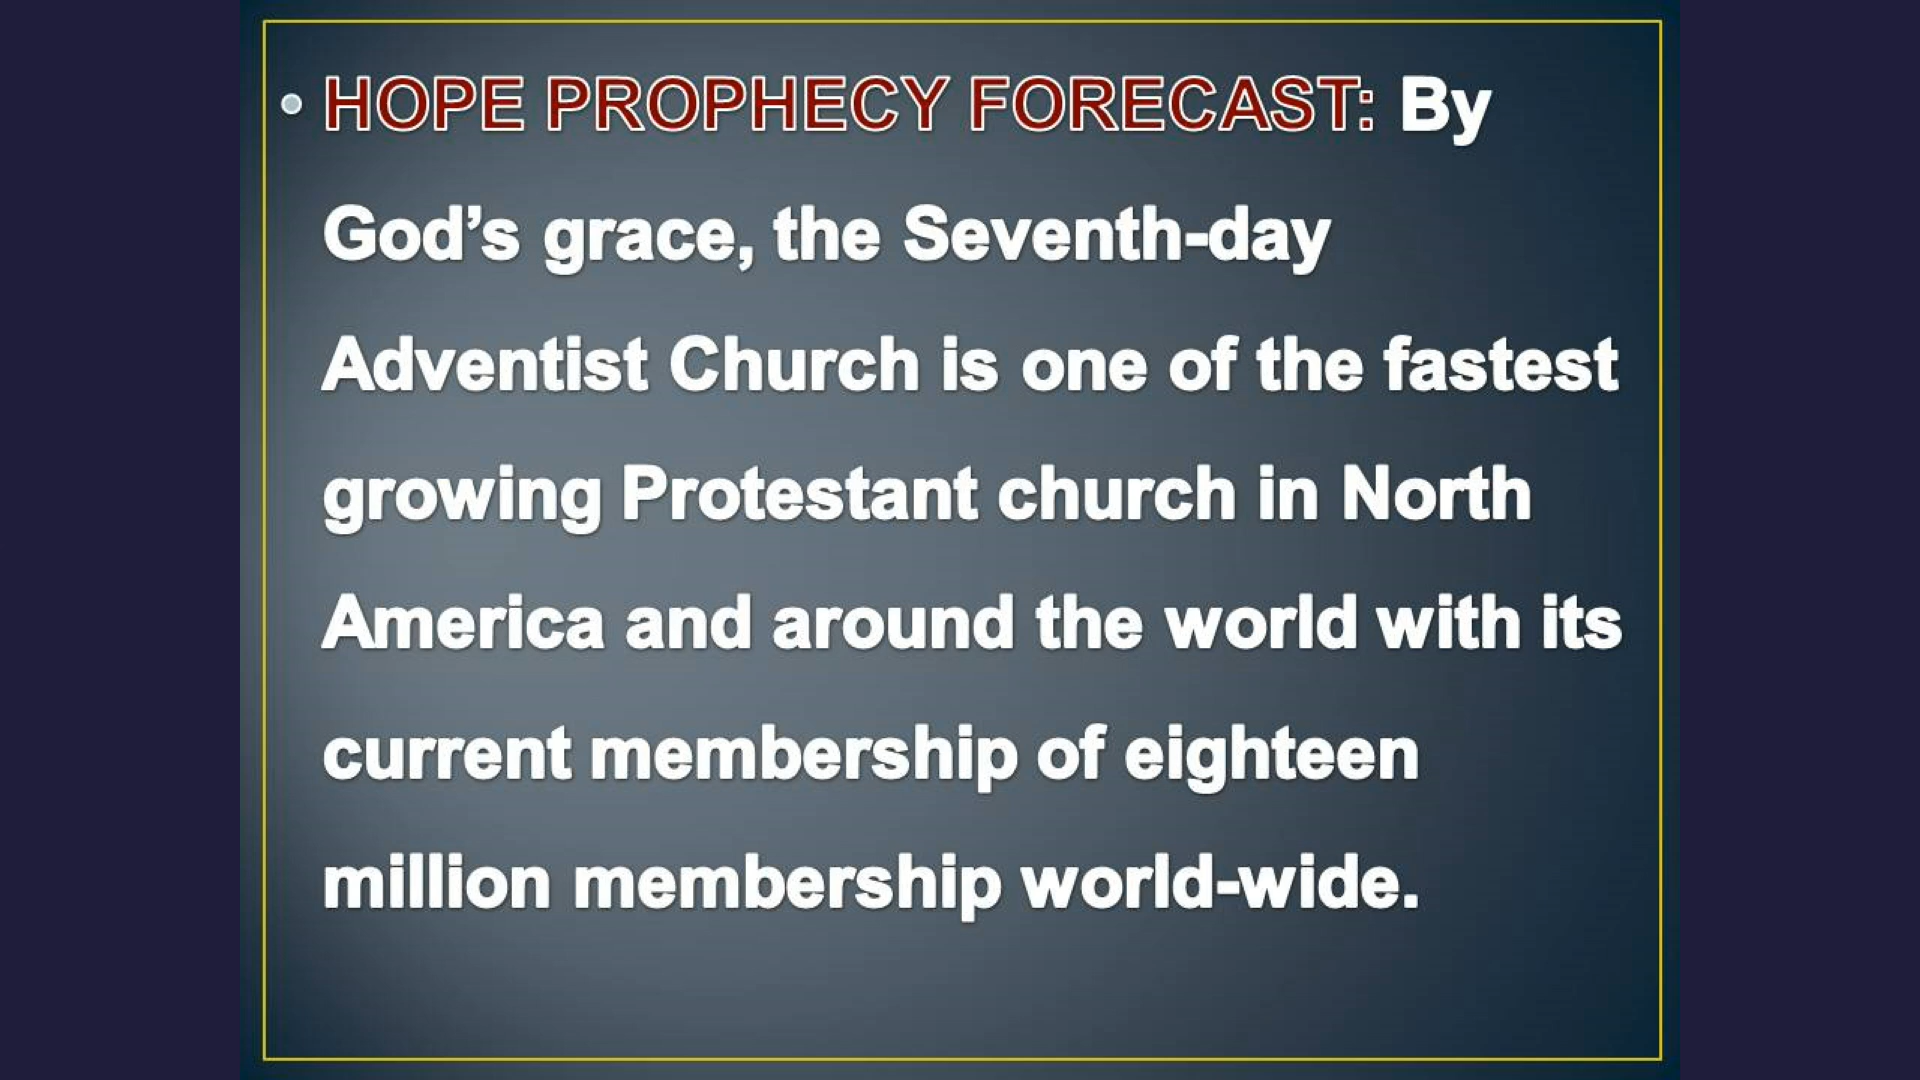 • HOPE PROPHECY FORECAST: By
God’s grace, the Seventh-day
Adventist Church is one of the fastest
growing Protestant church in North
America and around the world with its
current membership of eighteen
million membership world-wide.